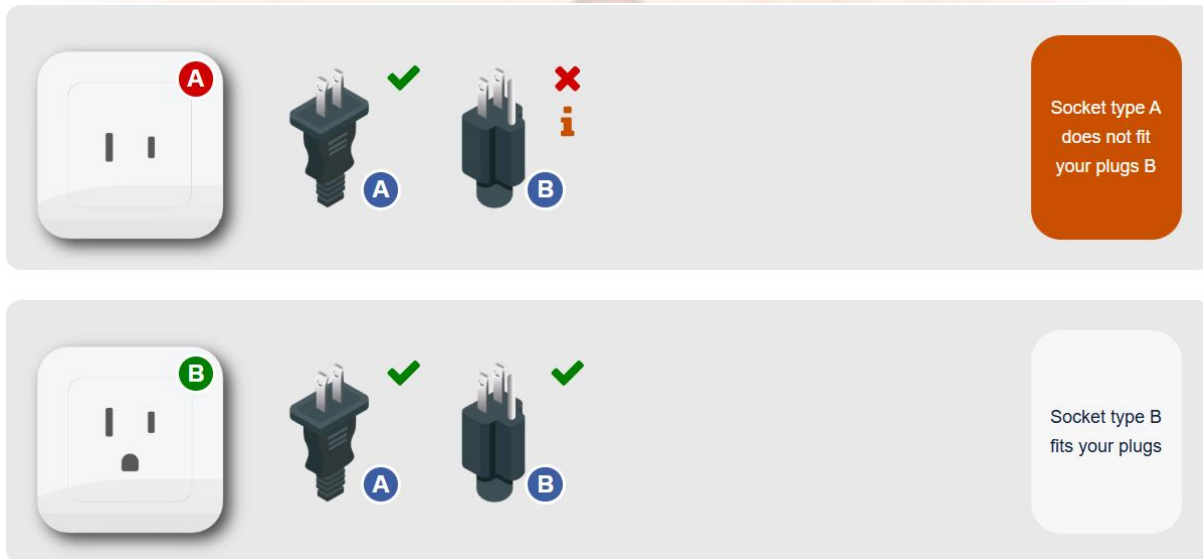 A
A
B
i
Socket type A
does not fit
your plugs B
B
A
B
Socket type B
fits your plugs